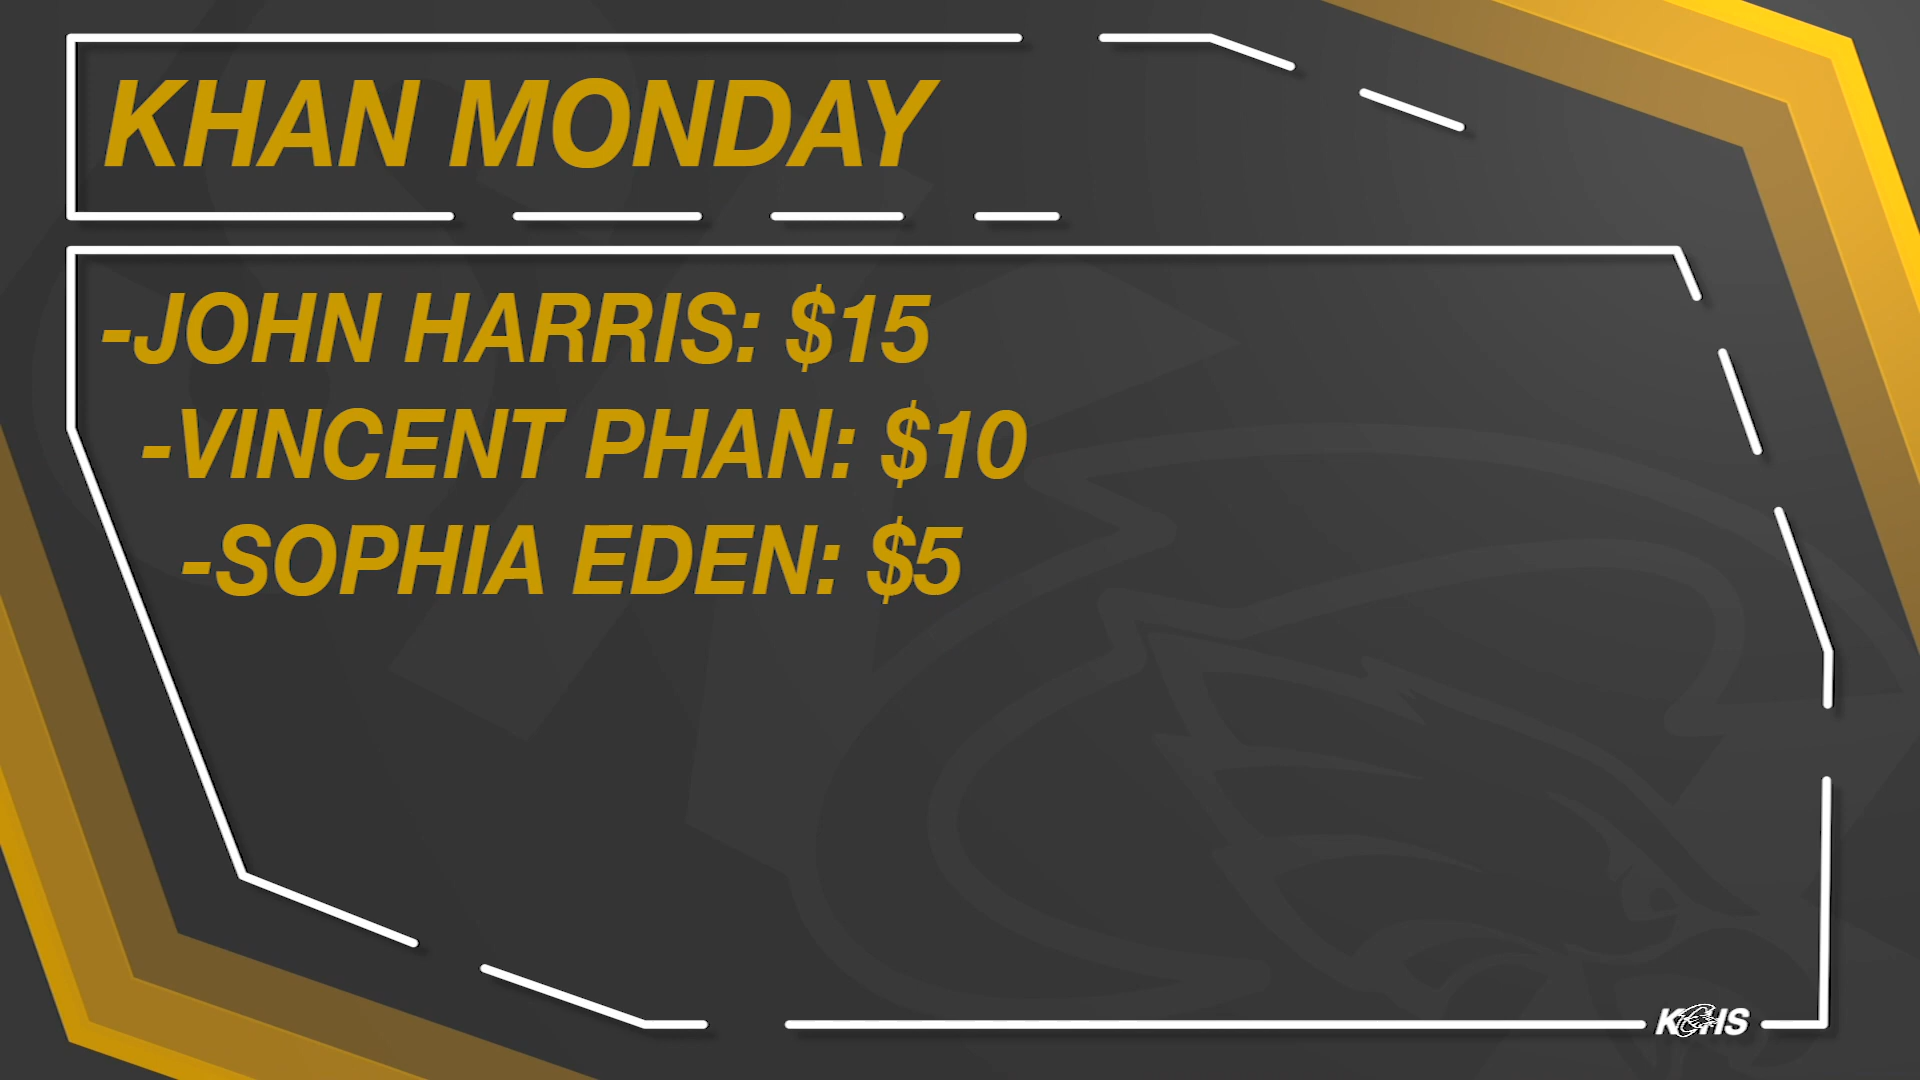 KHAN MONDAY
-JOHN HARRIS: $15
-VINCENT PHAN: $10
-SOPHIA EDEN: $5